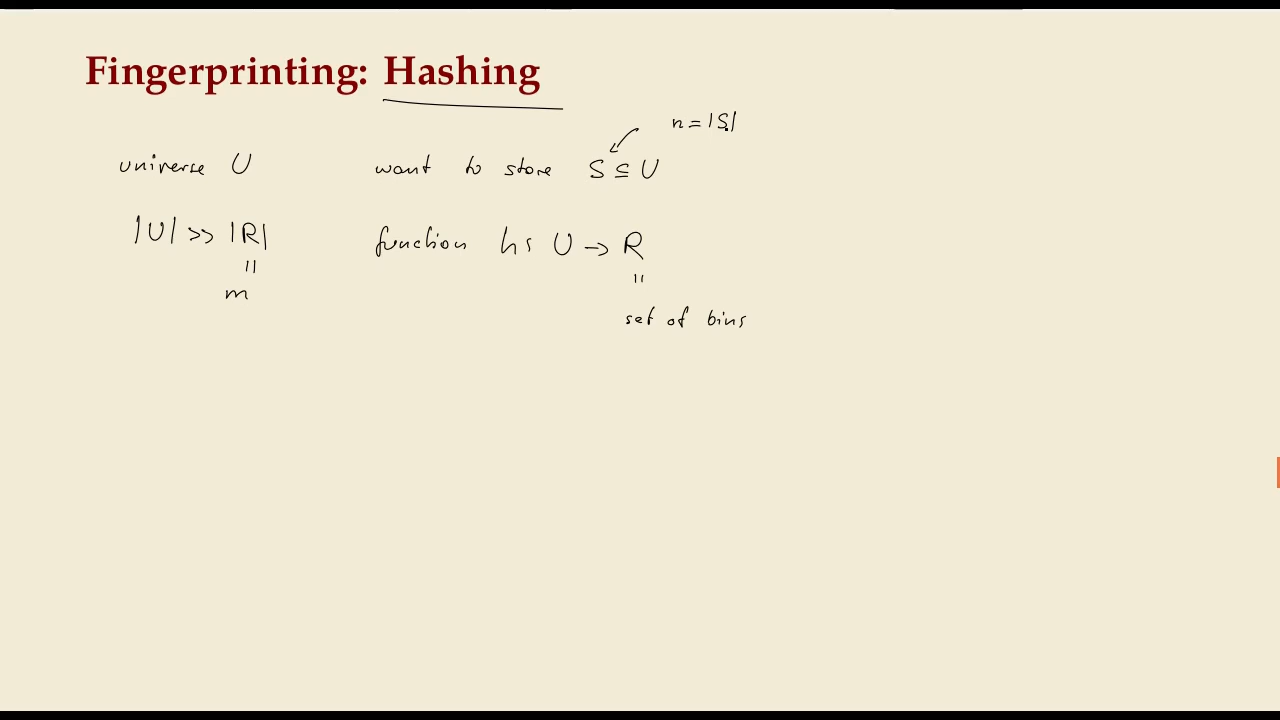 Fingerprinting: Hashing
n = |S|
universe U want to store S ⊆ U
|U| >> |R| function h: U → R
= =
m set of bins